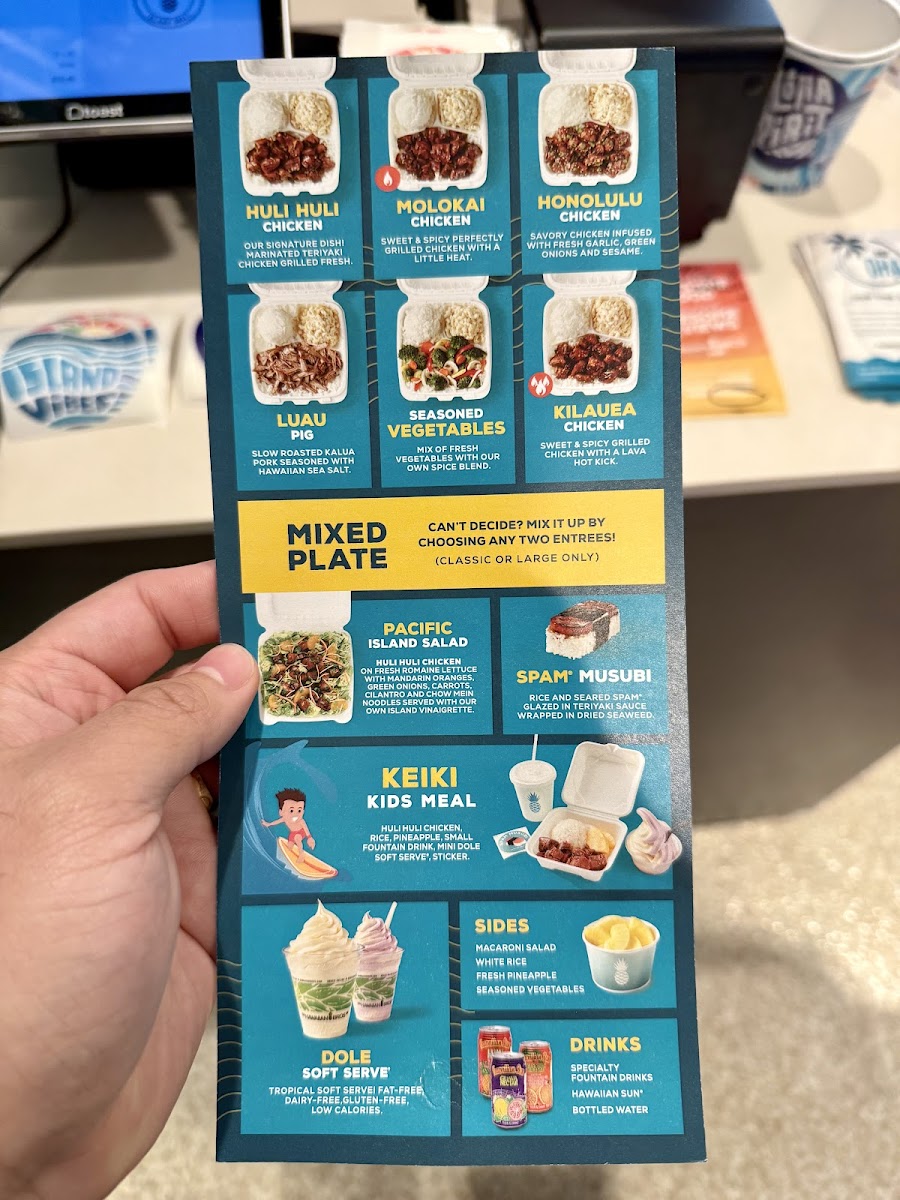 toast
HULI HULI
CHICKEN
OUR SIGNATURE DISH!
MARINATED TERIYAKI
CHICKEN GRILLED FRESH.
MOLOKAI
CHICKEN
SWEET & SPICY PERFECTLY
GRILLED CHICKEN WITH A
LITTLE HEAT.
HONOLULU
CHICKEN
SAVORY CHICKEN INFUSED
WITH FRESH GARLIC, GREEN
ONIONS AND SESAME.
LUAU
PIG
SLOW ROASTED KALUA
PORK SEASONED WITH
HAWAIIAN SEA SALT.
SEASONED
VEGETABLES
MIX OF FRESH
VEGETABLES WITH OUR
OWN SPICE BLEND.
KILAUEA
CHICKEN
SWEET & SPICY GRILLED
CHICKEN WITH A LAVA
HOT KICK.
ISLAND
VIBES
MIXED
PLATE
CAN'T DECIDE? MIX IT UP BY
CHOOSING ANY TWO ENTREES!
(CLASSIC OR LARGE ONLY)
PACIFIC
ISLAND SALAD
HULI HULI CHICKEN
ON FRESH ROMAINE LETTUCE
WITH MANDARIN ORANGES,
GREEN ONIONS, CARROTS,
CILANTRO AND CHOW MEIN
NOODLES SERVED WITH OUR
OWN ISLAND VINAIGRETTE.
SPAM® MUSUBI
RICE AND SEARED SPAM®
GLAZED IN TERIYAKI SAUCE
WRAPPED IN DRIED SEAWEED.
KEIKI
KIDS MEAL
HULI HULI CHICKEN,
RICE, PINEAPPLE, SMALL
FOUNTAIN DRINK, MINI DOLE
SOFT SERVE®, STICKER.
DOLE
SOFT SERVE®
TROPICAL SOFT SERVE! FAT-FREE,
DAIRY-FREE,GLUTEN-FREE,
LOW CALORIES.
SIDES
MACARONI SALAD
WHITE RICE
FRESH PINEAPPLE
SEASONED VEGETABLES
DRINKS
SPECIALTY
FOUNTAIN DRINKS
HAWAIIAN SUN®
BOTTLED WATER